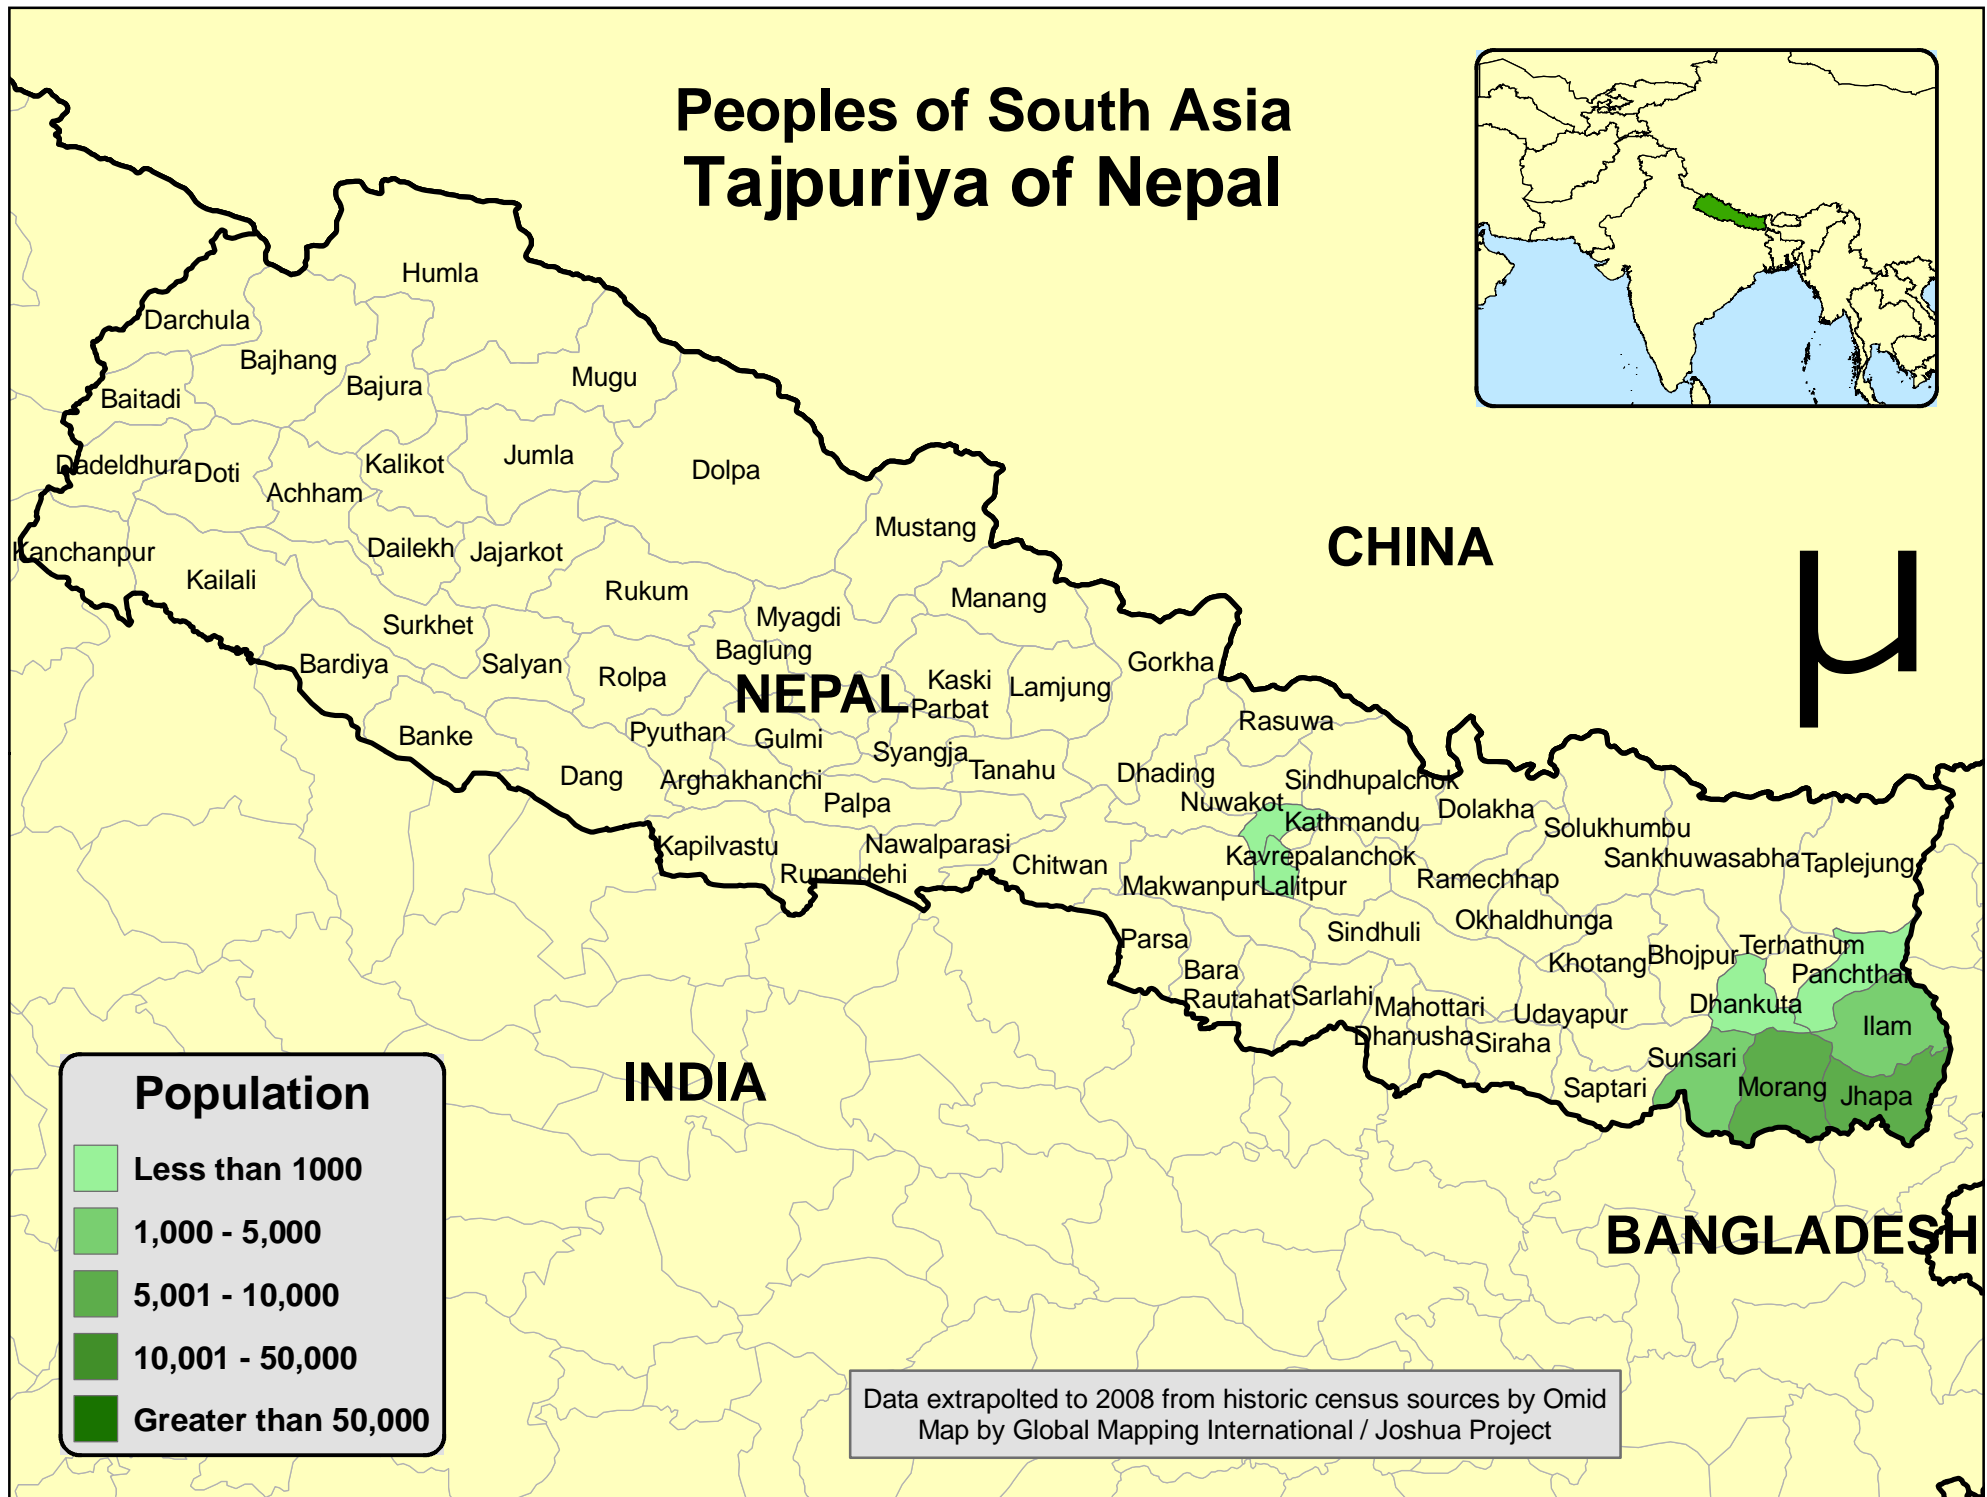 Peoples of South Asia
Tajpuriya of Nepal
Humla
Darchula
Bajhang
Mugu
Bajura
Baitadi
Jumla
Kalikot
Dadeldhura
Doti
Dolpa
Achham
Mustang
CHINA
µ
Kanchanpur
Dailekh
Jajarkot
Kailali
Rukum
Manang
Myagdi
Surkhet
Baglung
Bardiya
Salyan
Rolpa
Gorkha
Kaski
Lamjung
NEPAL
Parbat
Rasuwa
Pyuthan
Banke
Gulmi
Syangja
Tanahu
Dang
Arghakhanchi
Dhading
Sindhupalchok
Palpa
Nuwakot
Dolakha
Kathmandu
Solukhumbu
Kapilvastu
Nawalparasi
Kavrepalanchok
Sankhuwasabha
Taplejung
Rupandehi
Chitwan
Makwanpur
Lalitpur
Ramechhap
Okhaldhunga
Parsa
Sindhuli
Terhathum
Bhojpur
Khotang
Bara
Panchthar
Rautahat
Sarlahi
Mahottari
Dhankuta
Udayapur
Ilam
Dhanusha
Siraha
Sunsari
Saptari
Morang
Jhapa
INDIA
BANGLADESH
Population
Less than 1000
1,000 - 5,000
5,001 - 10,000
10,001 - 50,000
Greater than 50,000
Data extrapolted to 2008 from historic census sources by Omid
Map by Global Mapping International / Joshua Project